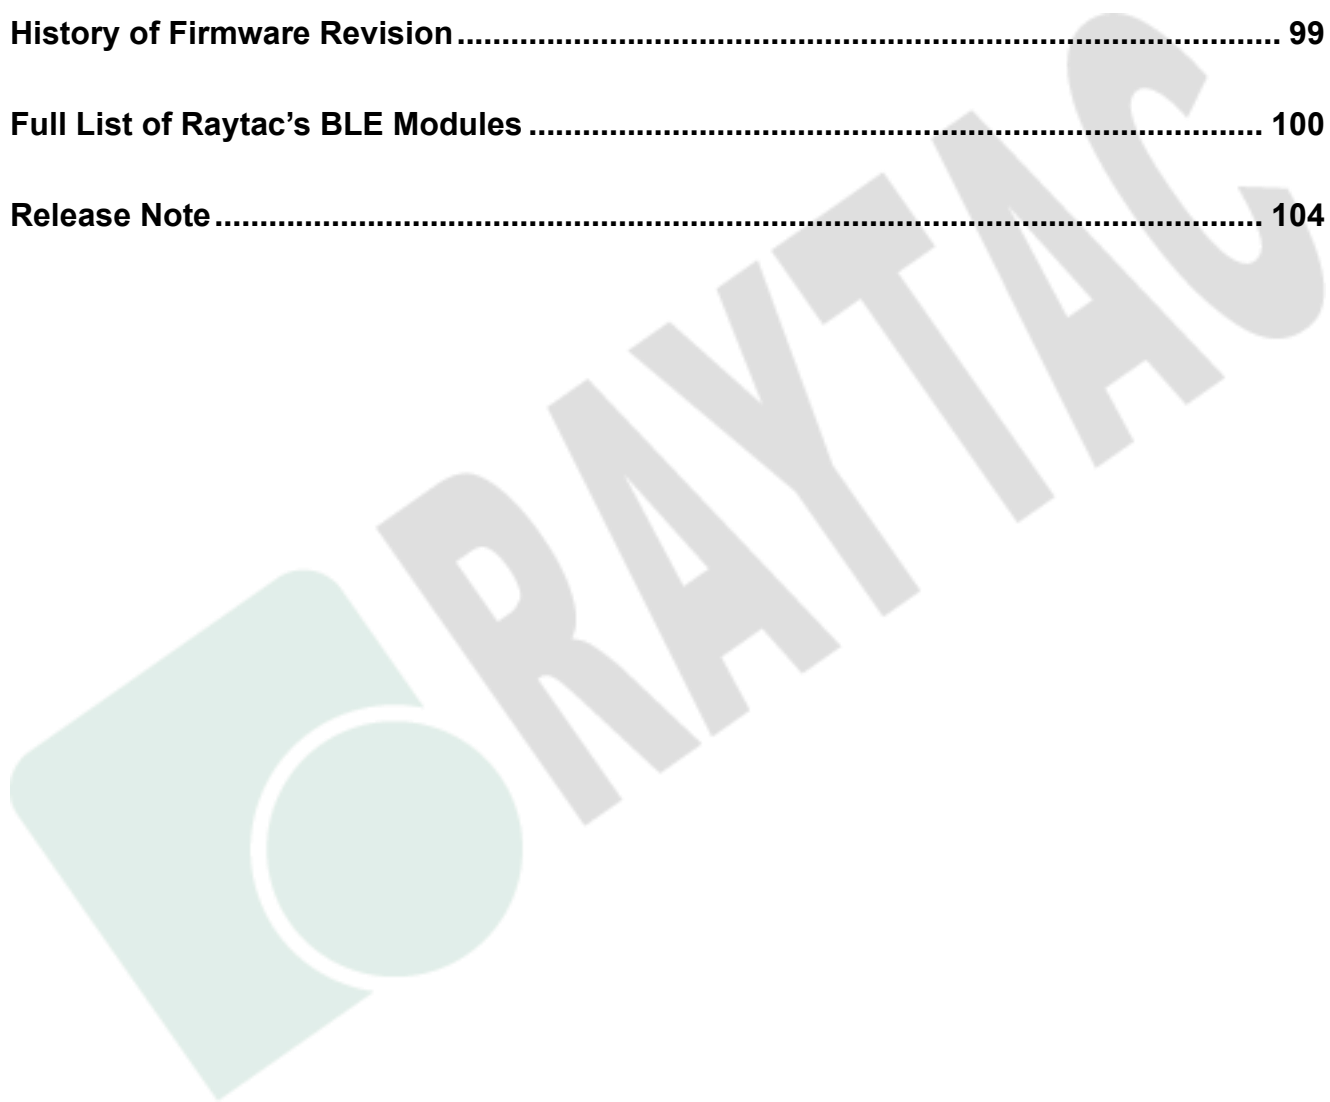 History of Firmware Revision.......................................................................................... 99
Full List of Raytac’s BLE Modules ................................................................................ 100
Release Note.................................................................................................................... 104
RAYTAC